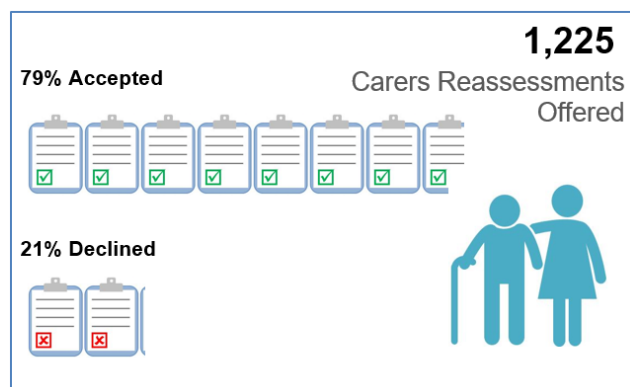 1,225
79% Accepted
Carers Reassessments
Offered
21% Declined